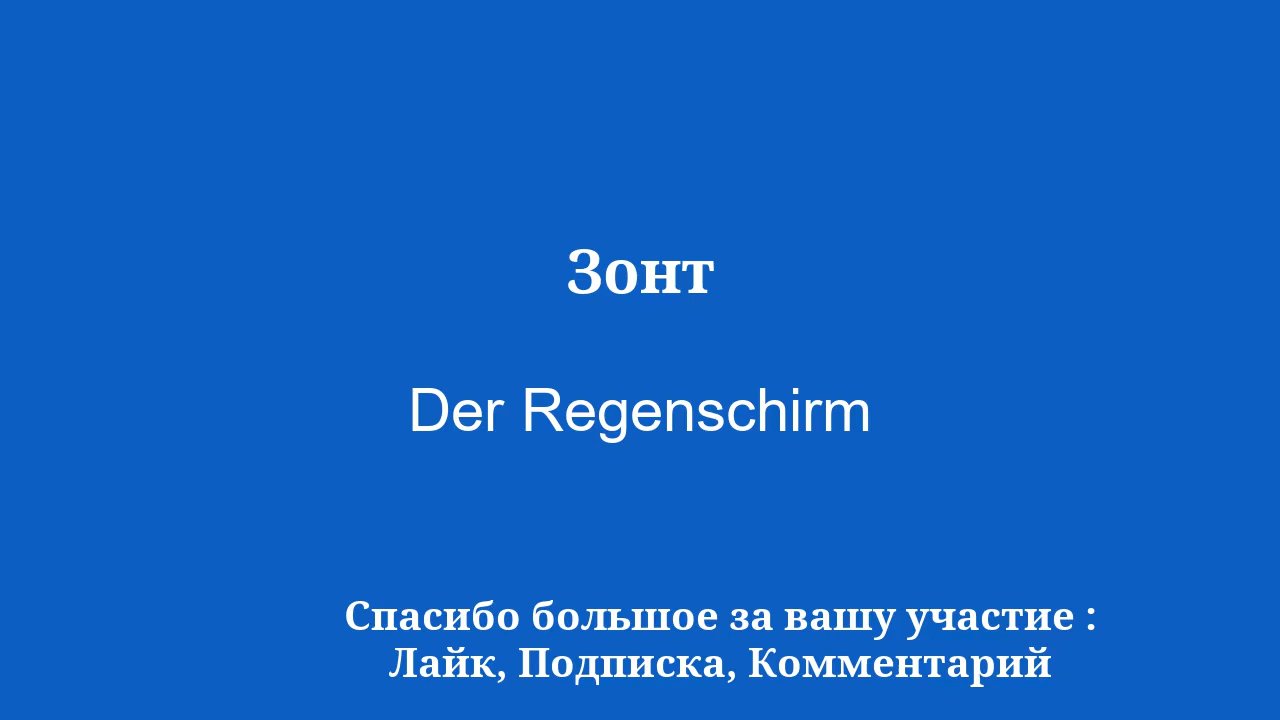 Зонт
Der Regenschirm
Спасибо большое за вашу участие :
Лайк, Подписка, Комментарий